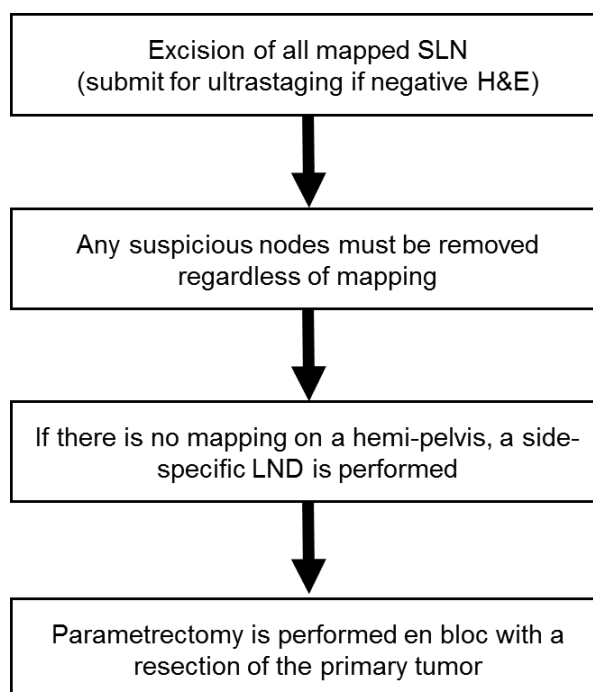 Excision of all mapped SLN
(submit for ultrastaging if negative H&E)
Any suspicious nodes must be removed
regardless of mapping
If there is no mapping on a hemi-pelvis, a side-
specific LND is performed
Parametrectomy is performed en bloc with a
resection of the primary tumor